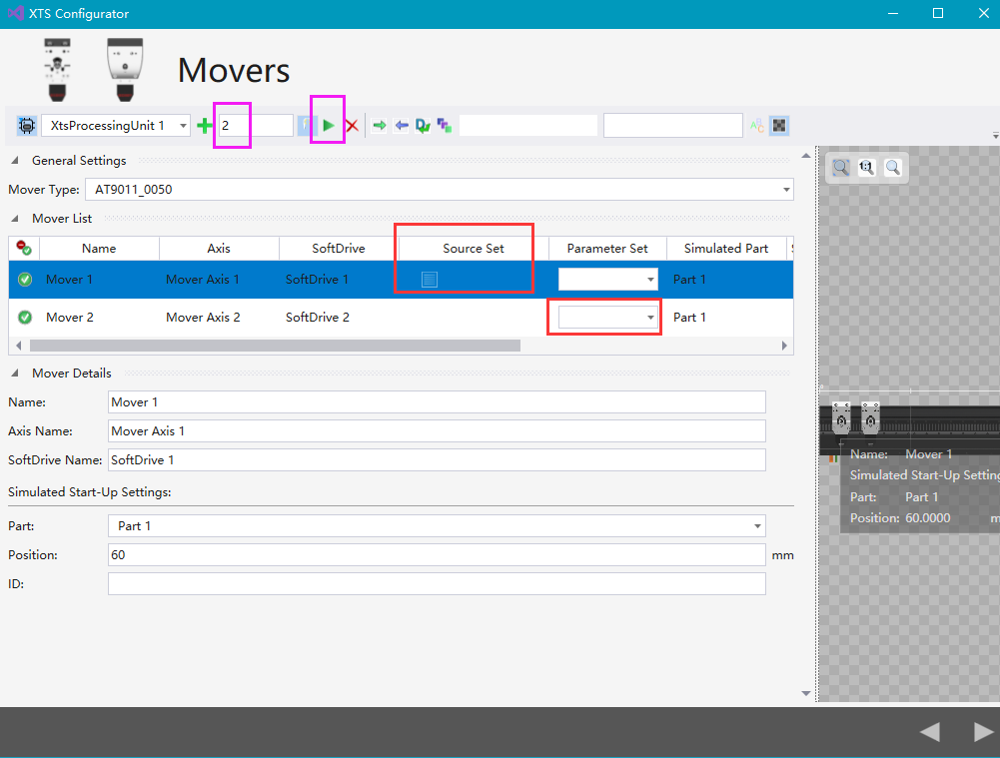 XTS Configurator
Movers
XtsProcessingUnit 1
2
1:1
General Settings
Mover Type: AT9011_0050
Mover List
Name Axis SoftDrive Source Set Parameter Set Simulated Part
Mover 1 Mover Axis 1 SoftDrive 1 Part 1
Mover 2 Mover Axis 2 SoftDrive 2 Part 1
Mover Details
Name: Mover 1
Axis Name: Mover Axis 1
SoftDrive Name: SoftDrive 1
Simulated Start-Up Settings:
Part: Part 1
Position: 60 mm
ID:
Name: Mover 1
Simulated Start-Up Setting
Part: Part 1
Position: 60.0000 m